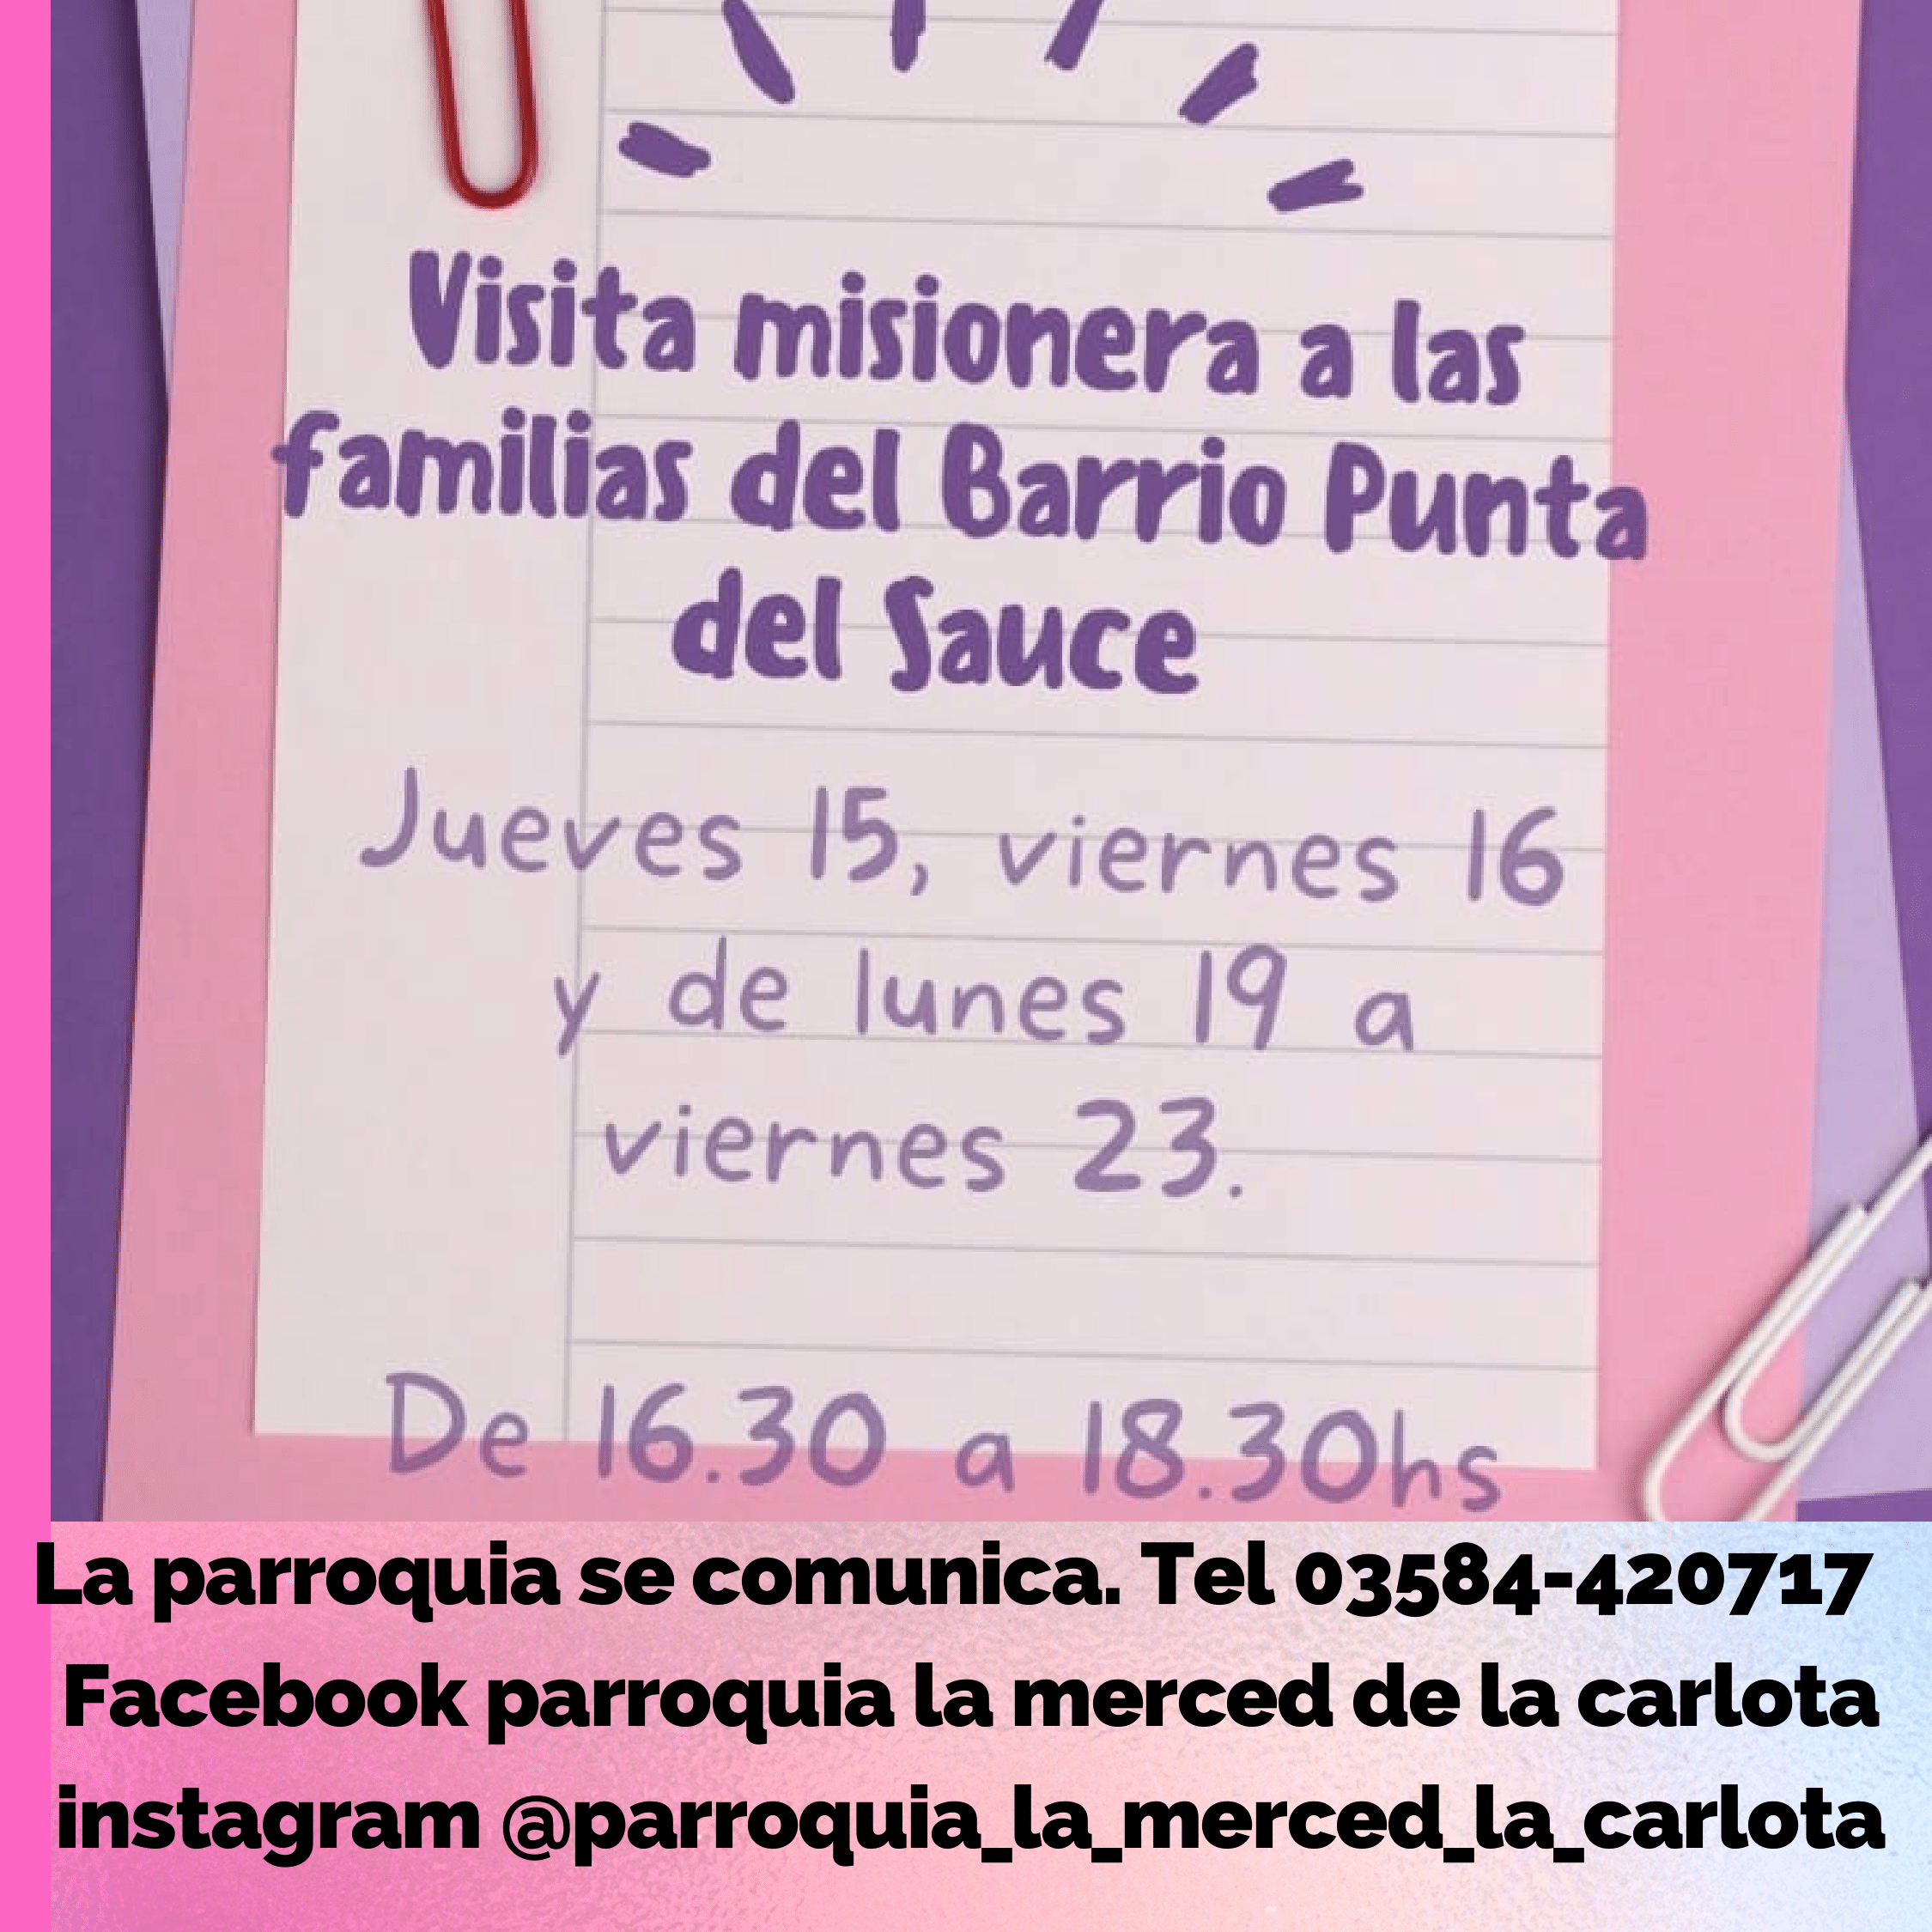 Visita misionera a las
familias del Barrio Punta
del Sauce
Jueves 15, viernes 16
y de lunes 19 a
viernes 23.
De 16.30 a 18.30hs
La parroquia se comunica. Tel 03584-420717
Facebook parroquia la merced de la carlota
instagram @parroquia_la_merced_la_carlota